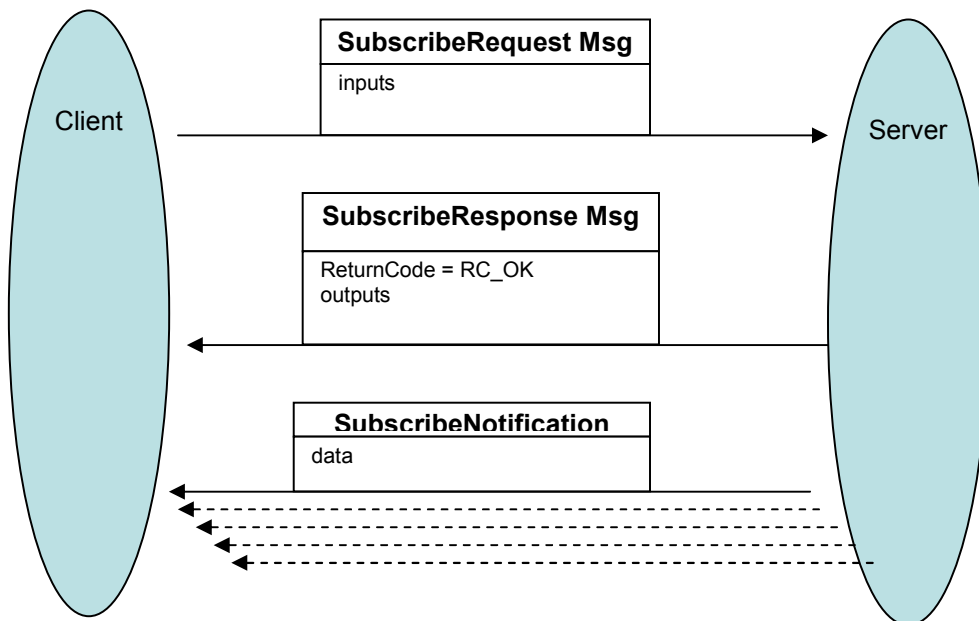 SubscribeRequest Msg
inputs
Client
Server
SubscribeResponse Msg
ReturnCode = RC_OK
outputs
SubscribeNotification
data